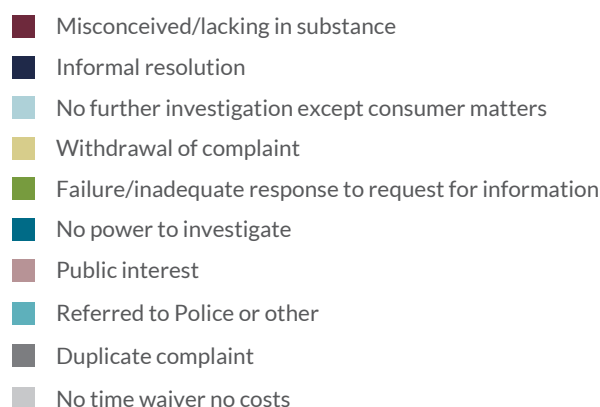 Misconceived/lacking in substance
Informal resolution
No further investigation except consumer matters
Withdrawal of complaint
Failure/inadequate response to request for information
No power to investigate
Public interest
Referred to Police or other
Duplicate complaint
No time waiver no costs